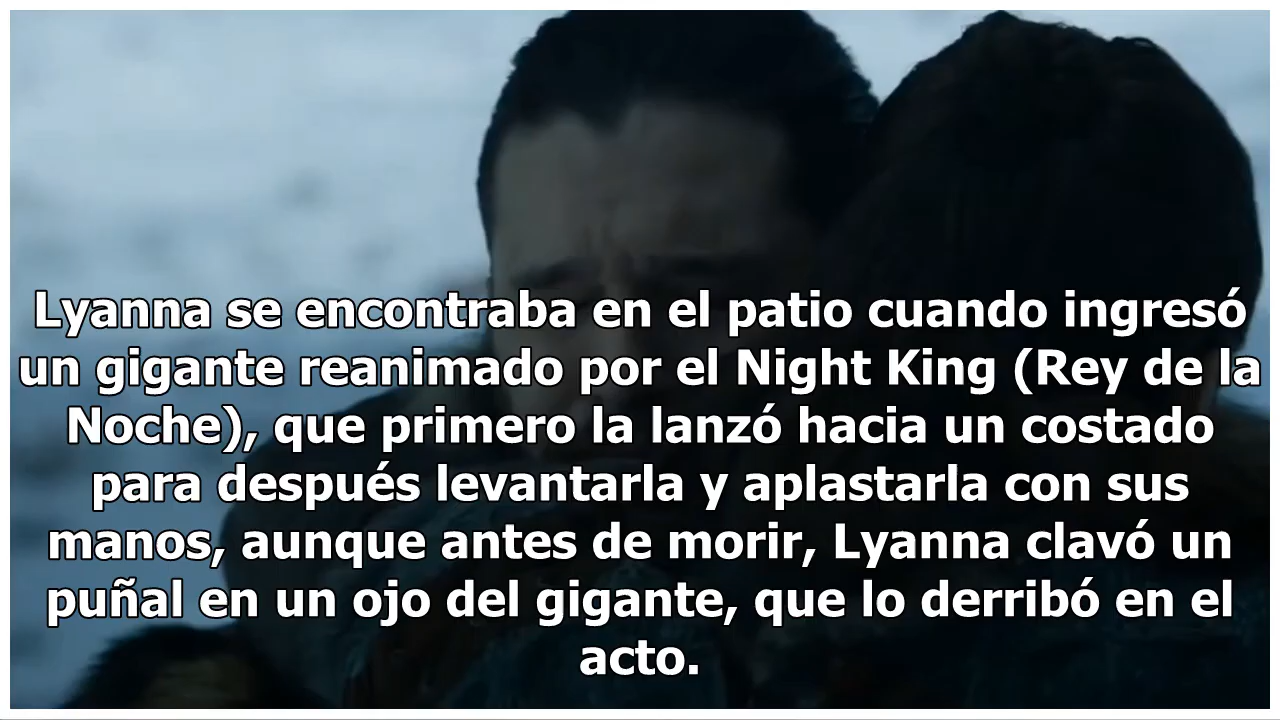 Lyanna se encontraba en el patio cuando ingresó
un gigante reanimado por el Night King (Rey de la
Noche), que primero la lanzó hacia un costado
para después levantarla y aplastarla con sus
manos, aunque antes de morir, Lyanna clavó un
puñal en un ojo del gigante, que lo derribó en el
acto.